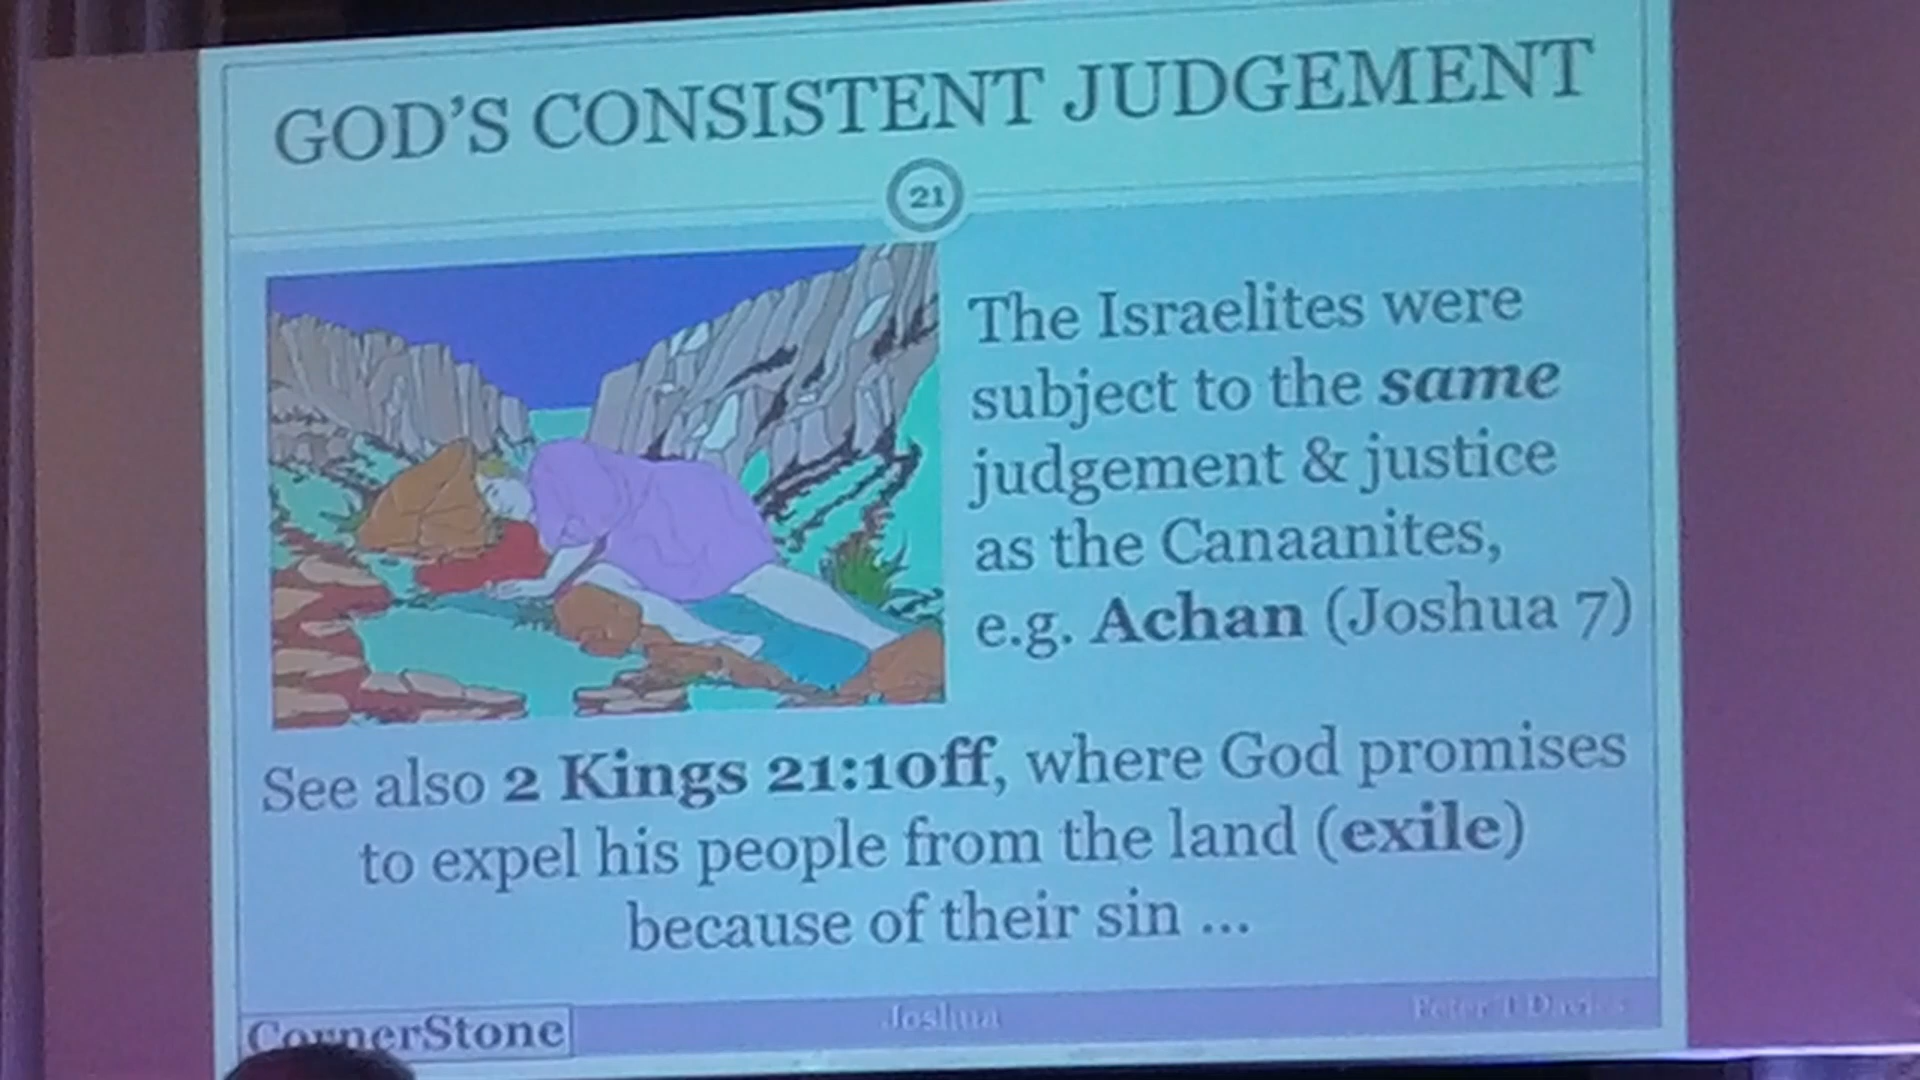 GOD'S CONSISTENT JUDGEMENT
21
The Israelites were
subject to the same
judgement & justice
as the Canaanites,
e.g. Achan (Joshua 7)
See also 2 Kings 21:10ff, where God promises
to expel his people from the land (exile)
because of their sin ...
CornerStone
Joshua
Peter